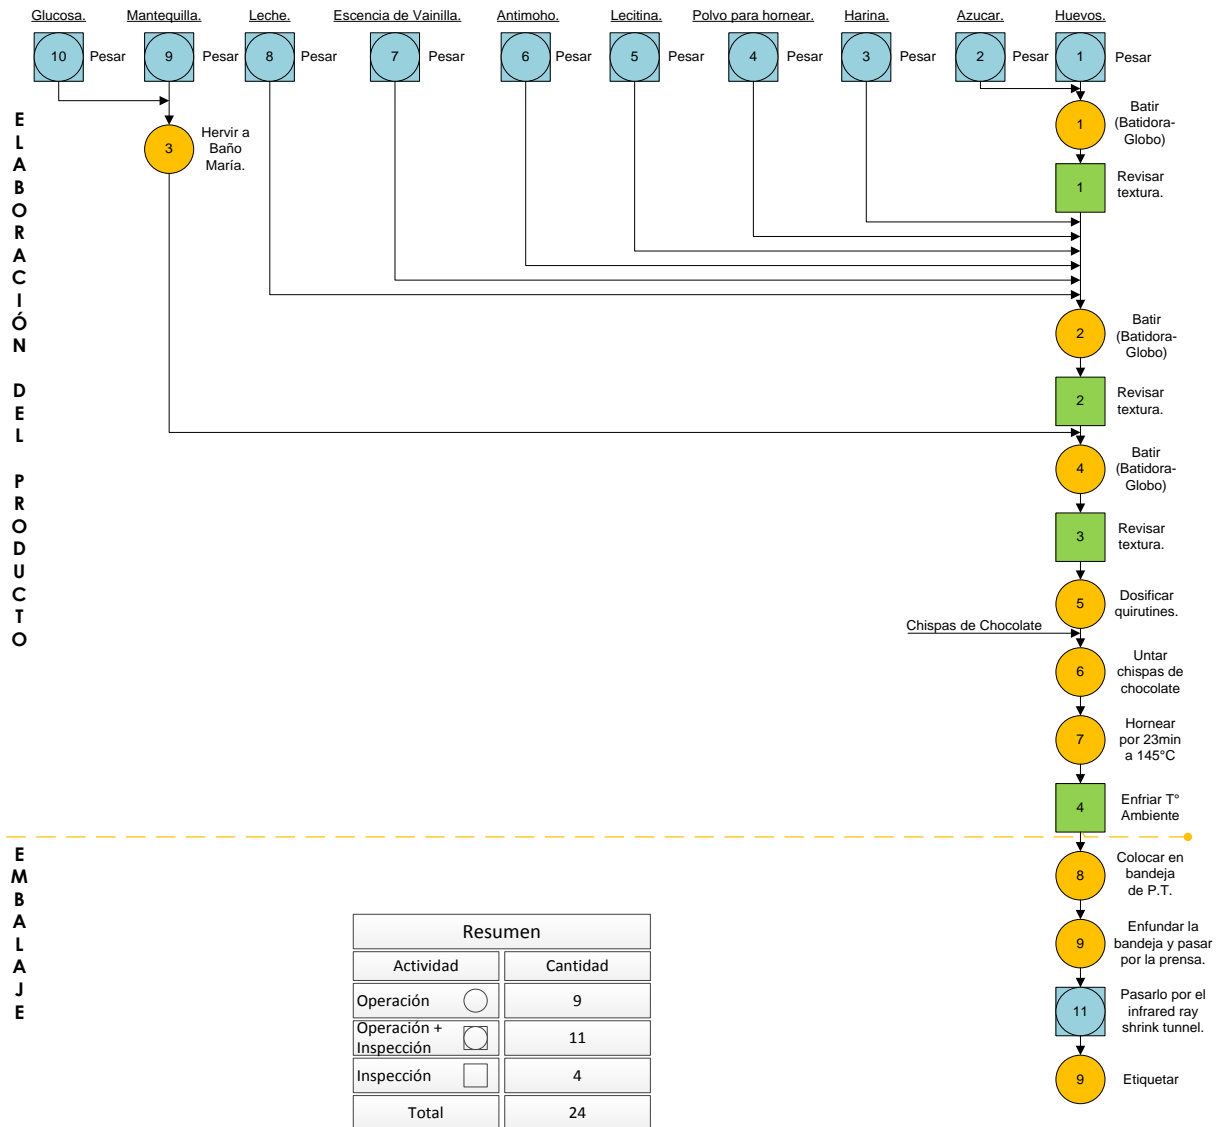 Glucosa. Mantequilla. Leche. Escencia de Vainilla. Antimoho. Lecitina. Polvo para hornear. Harina. Azucar. Huevos.
10 Pesar 9 Pesar 8 Pesar 7 Pesar 6 Pesar 5 Pesar 4 Pesar 3 Pesar 2 Pesar 1 Pesar
ELABORACIÓN DEL PRODUCTO
1
Batir
(Batidora-
Globo)
3
Hervir a
Baño
María.
1
Revisar
textura.
2
Batir
(Batidora-
Globo)
2
Revisar
textura.
4
Batir
(Batidora-
Globo)
3
Revisar
textura.
5
Dosificar
quirutines.
Chispas de Chocolate
6
Untar
chispas de
chocolate
7
Hornear
por 23min
a 145°C
4
Enfriar T°
Ambiente
EMBALAJE
8
Colocar en
bandeja
de P.T.
9
Enfundar la
bandeja y pasar
por la prensa.
11
Pasarlo por el
infrared ray
shrink tunnel.
9
Etiquetar
Resumen
Actividad Cantidad
Operación 9
Operación +
Inspección 11
Inspección 4
Total 24